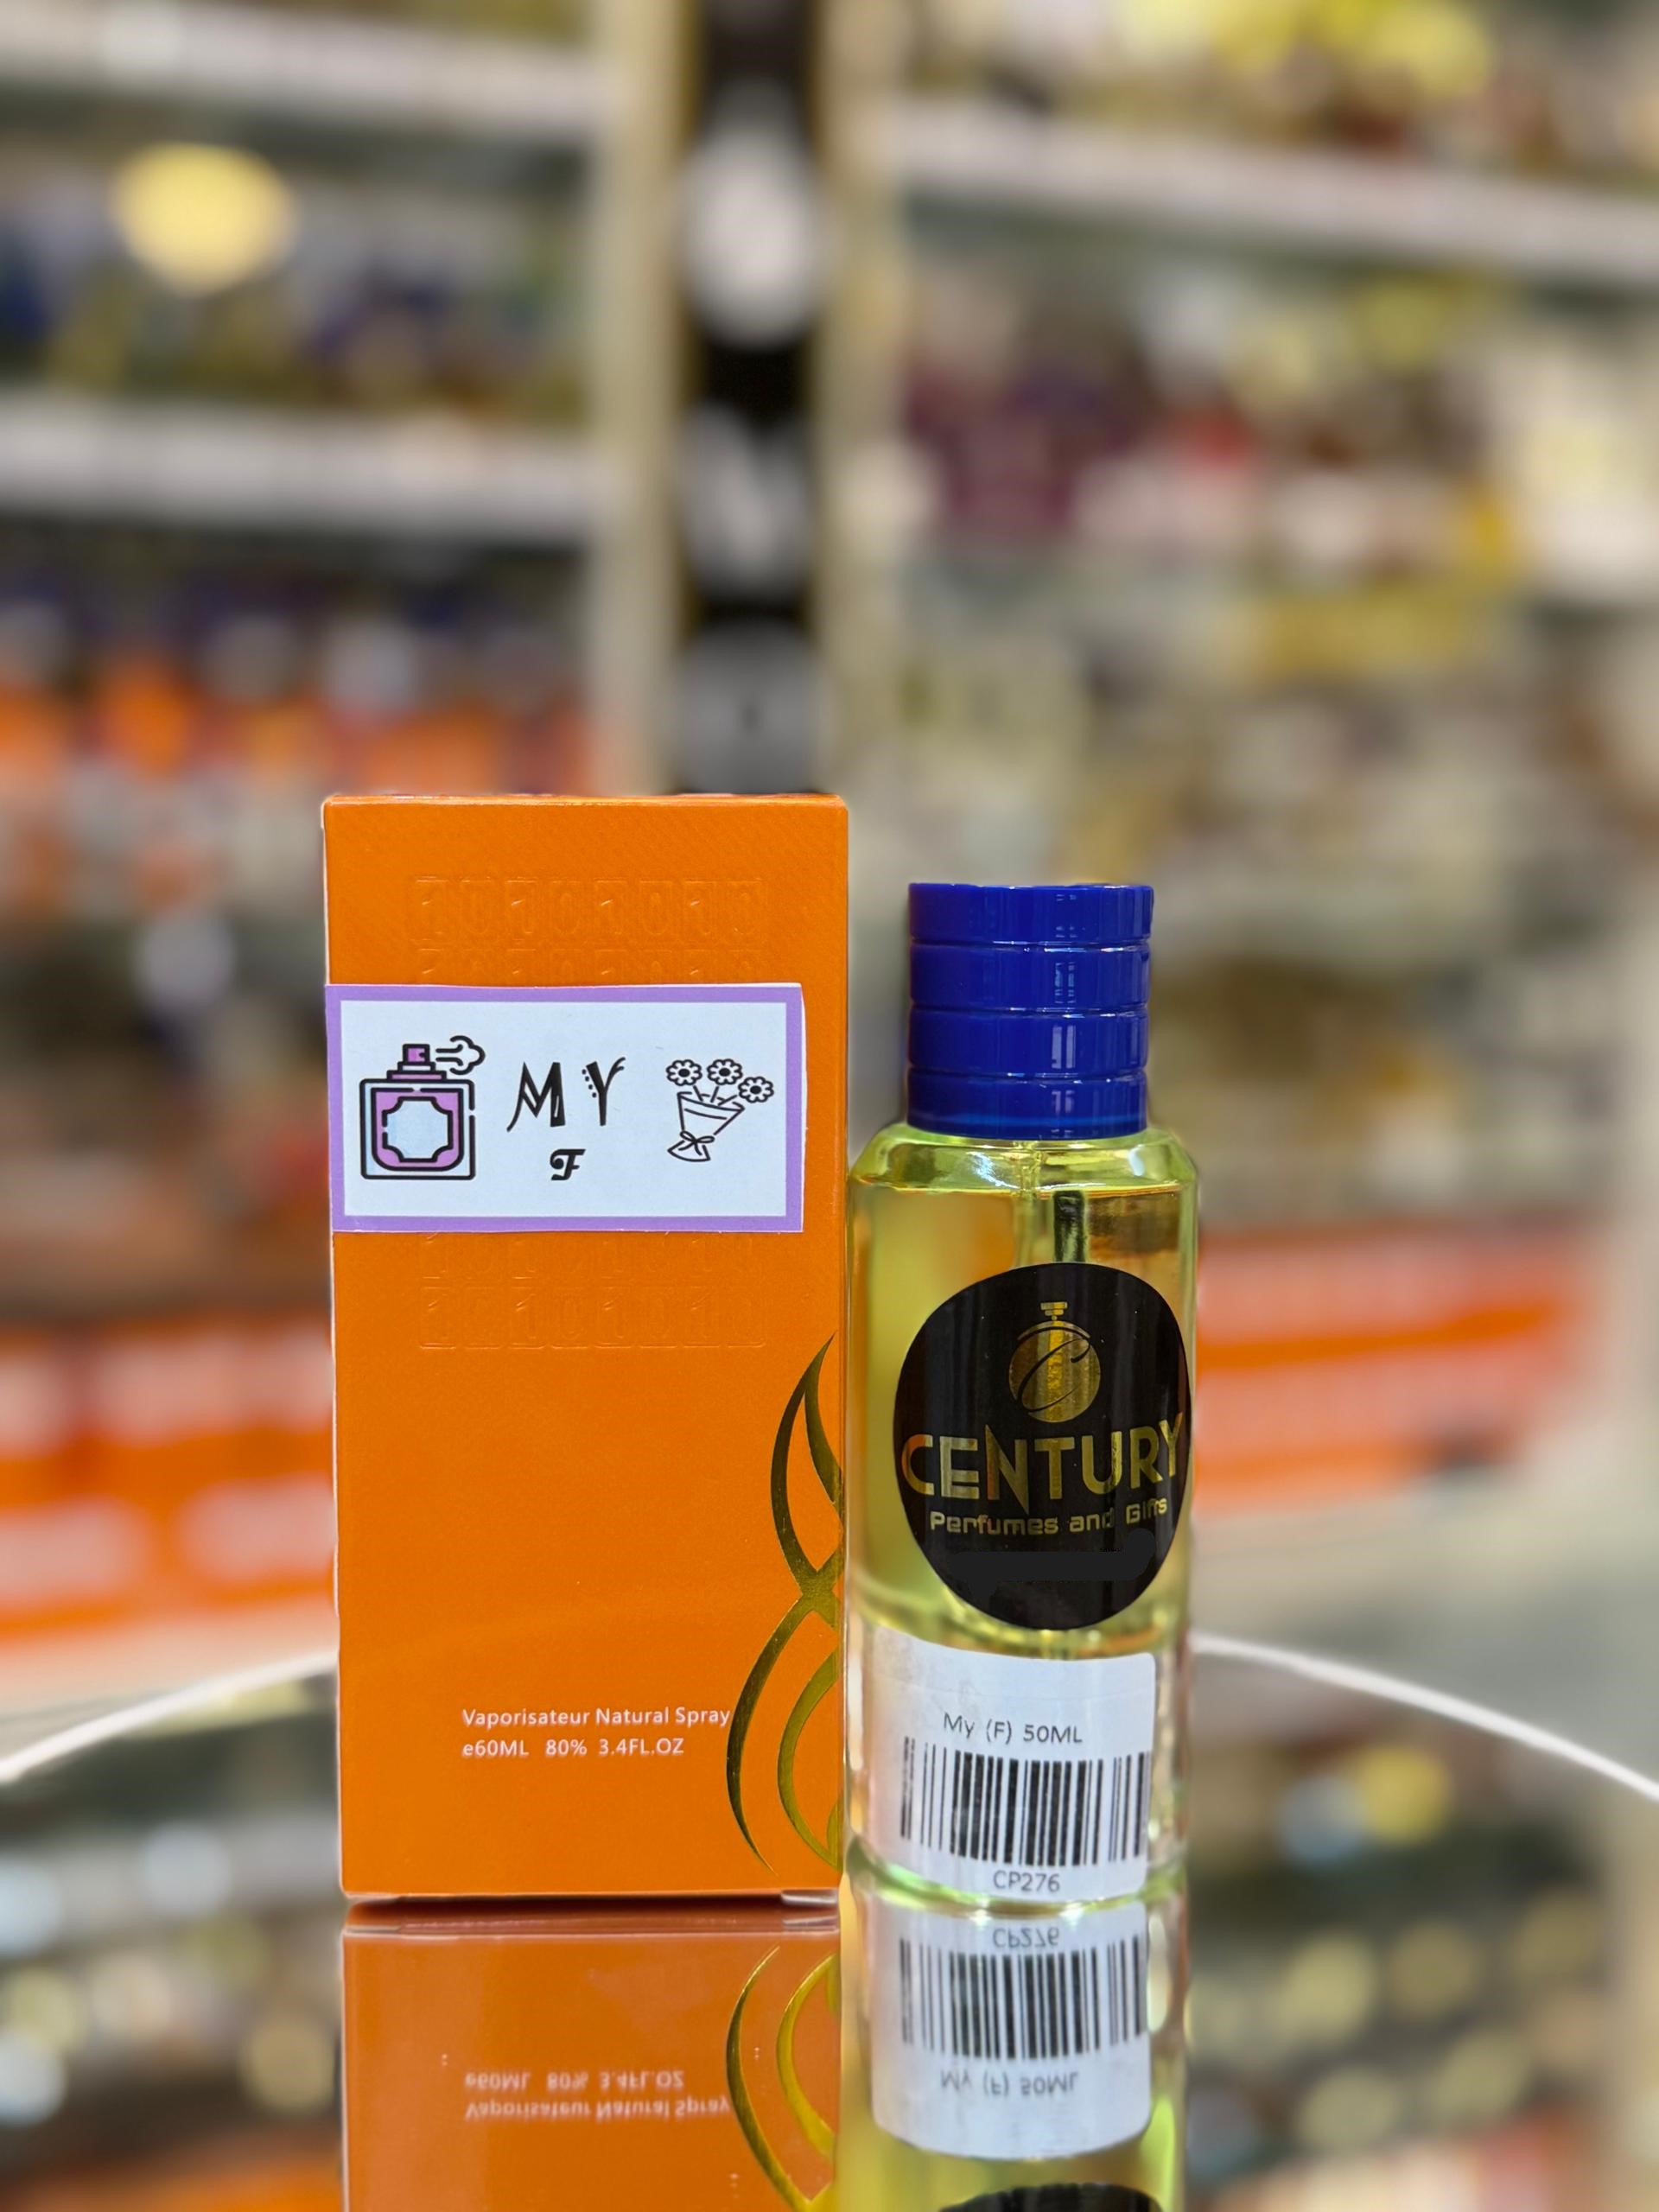 MY
F
Vaporisateur Natural Spray
e60ML 80% 3.4FL.OZ
CENTURY
Perfumes and Gifts
My (F) 50ML
CP276